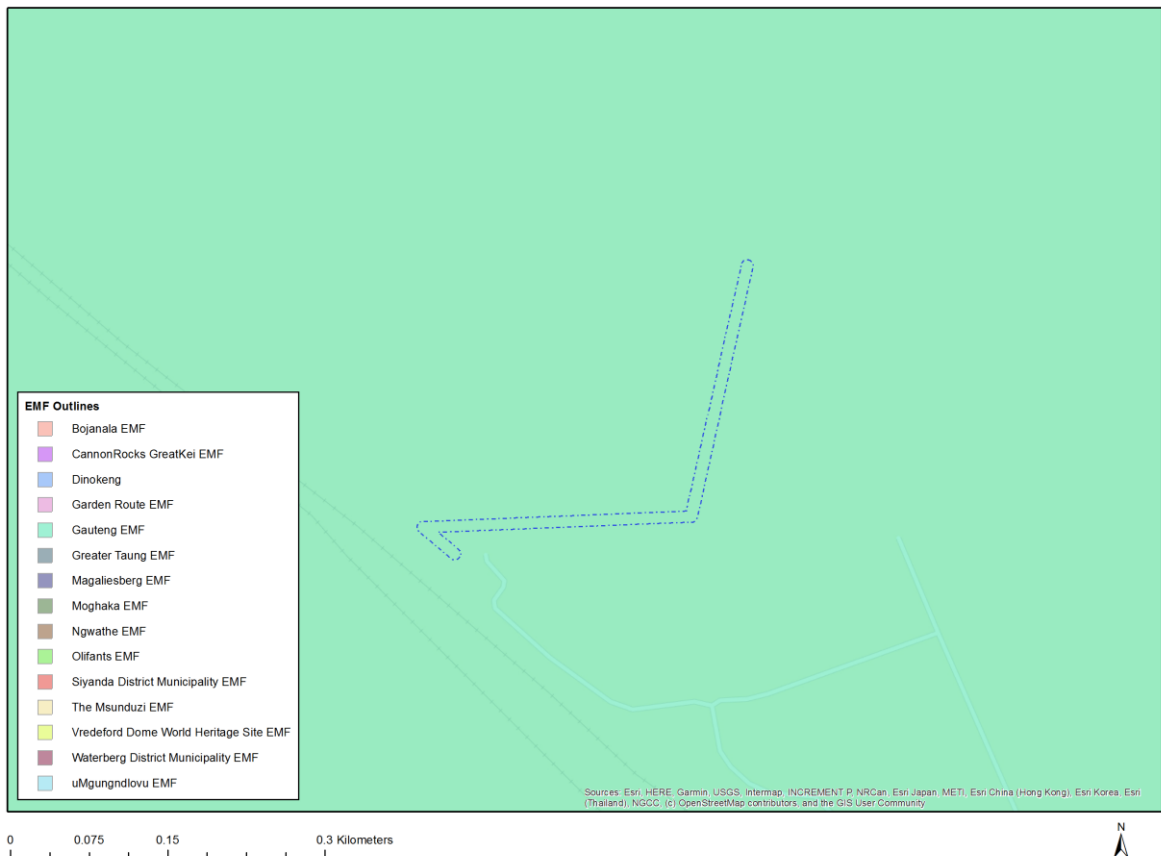 EMF Outlines
Bojanala EMF
CannonRocks GreatKei EMF
Dinokeng
Garden Route EMF
Gauteng EMF
Greater Taung EMF
Magaliesberg EMF
Moghaka EMF
Ngwathe EMF
Olifants EMF
Siyanda District Municipality EMF
The Msunduzi EMF
Vredeford Dome World Heritage Site EMF
Waterberg District Municipality EMF
uMgungndlovu EMF
Sources: Esri, HERE, Garmin, USGS, Intermap, INCREMENT P, NRCan, Esri Japan, METI, Esri China (Hong Kong), Esri Korea, Esri
(Thailand), NGCC, (c) OpenStreetMap contributors, and the GIS User Community
0 0.075 0.15 0.3 Kilometers
N